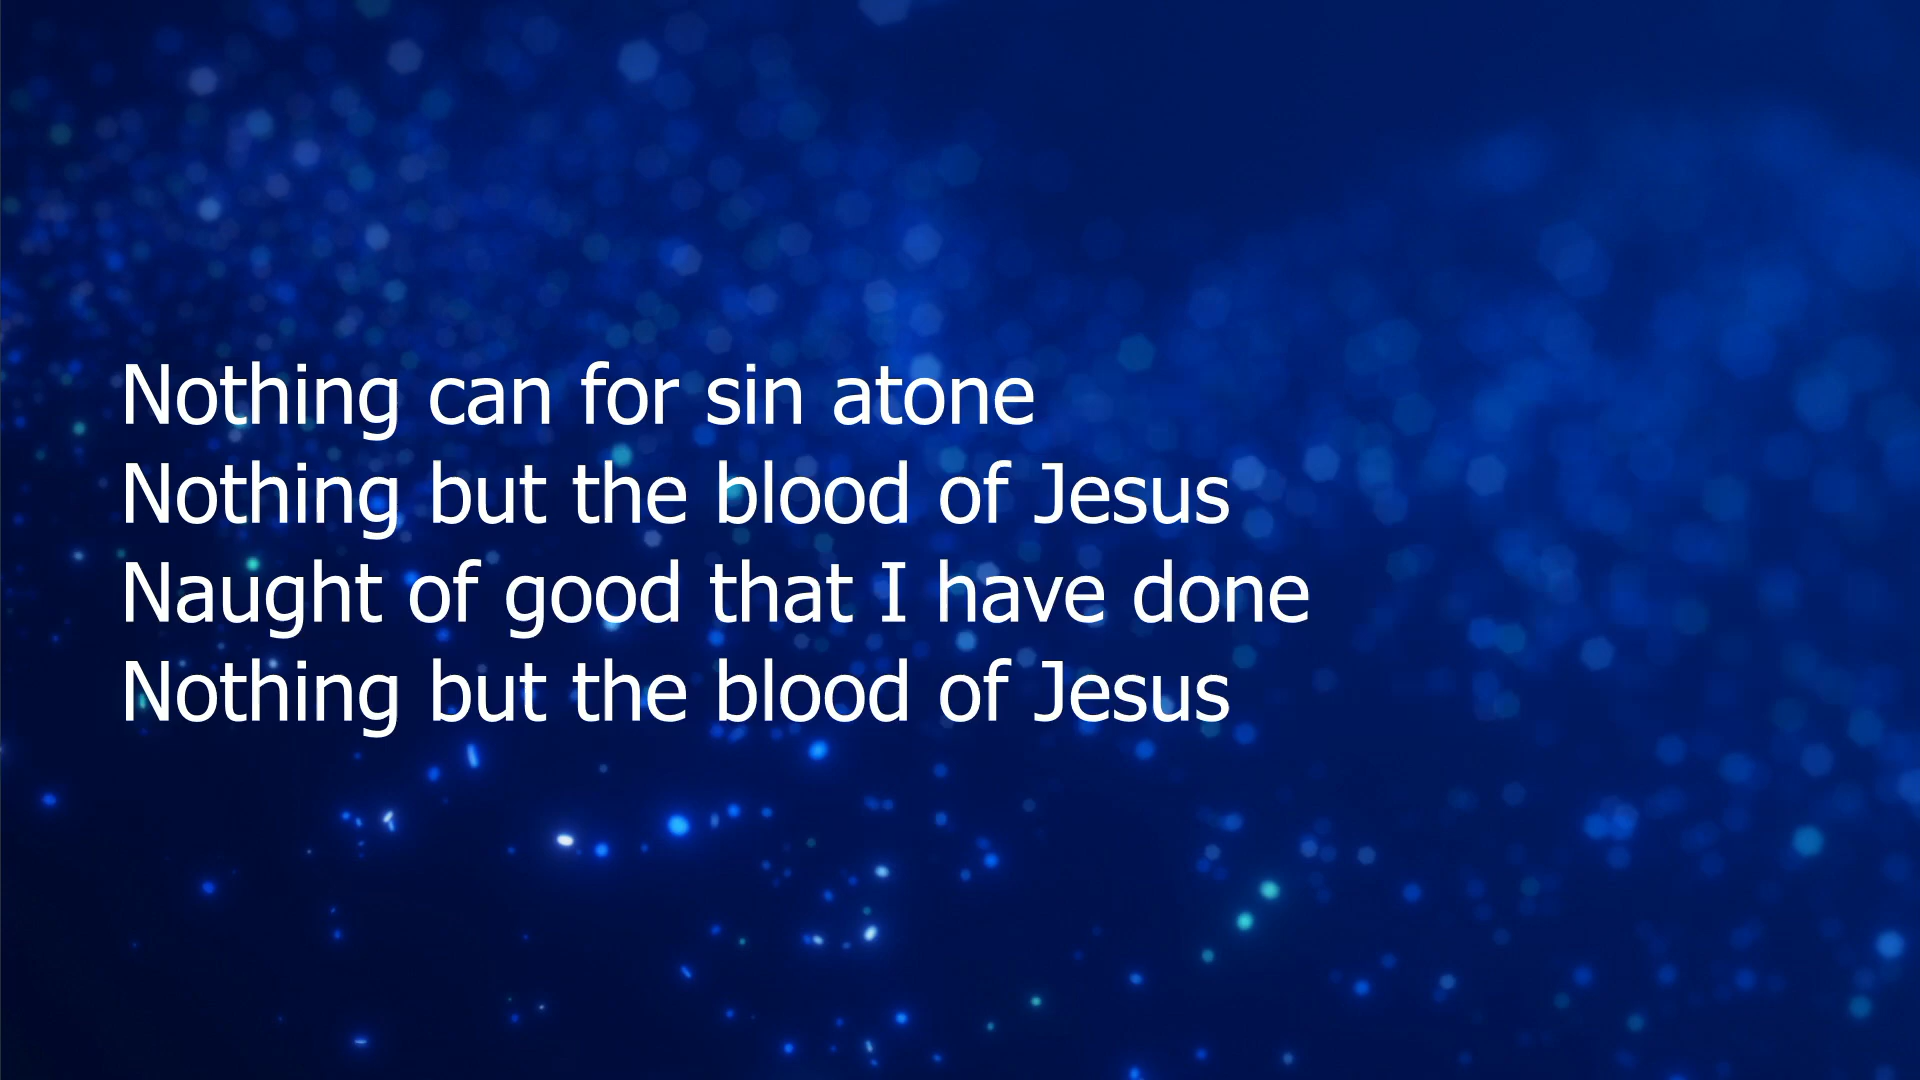 Nothing can for sin atone
Nothing but the blood of Jesus
Naught of good that I have done
Nothing but the blood of Jesus